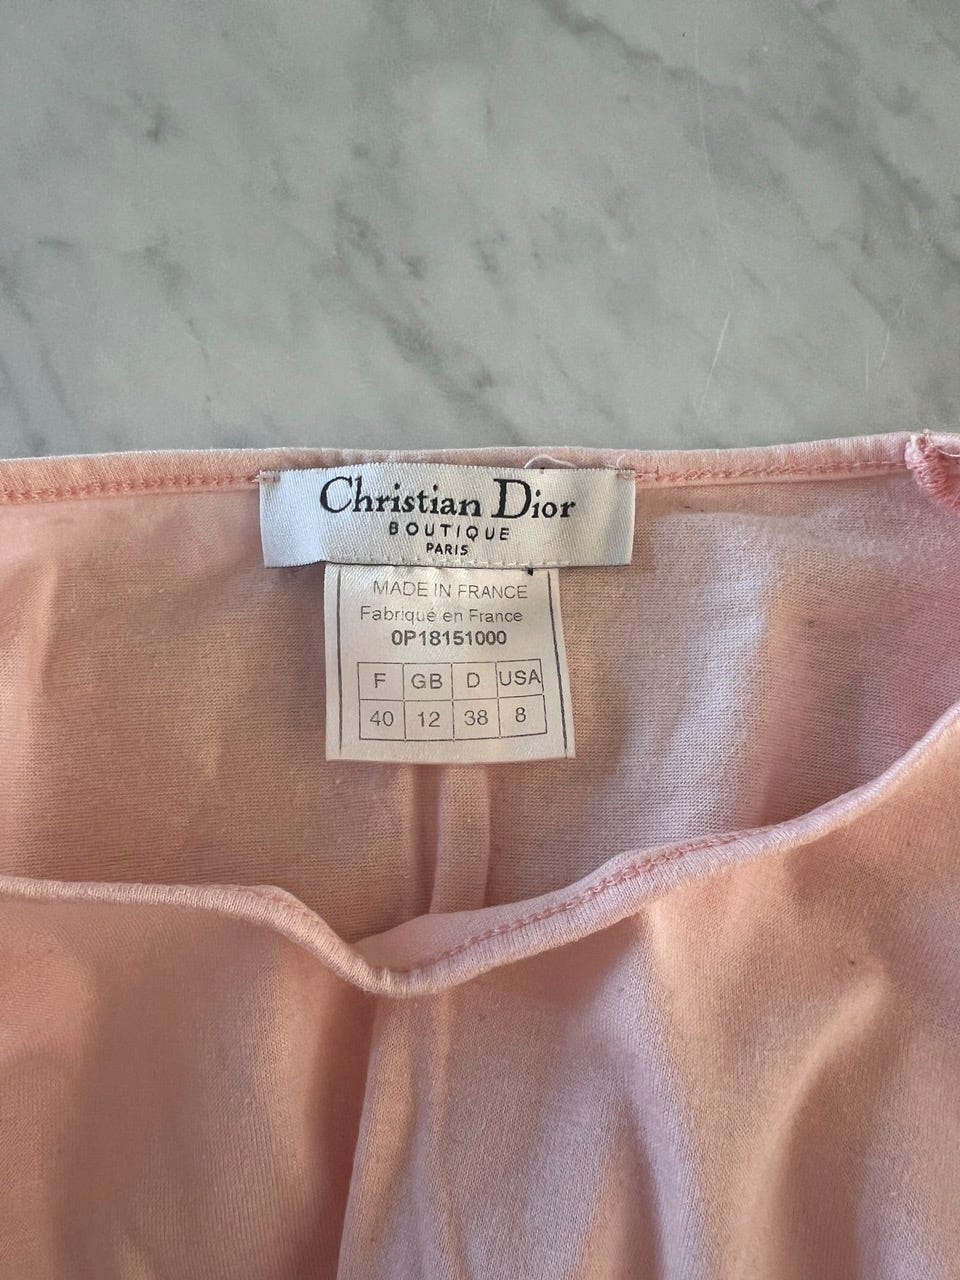 Christian Dior
BOUTIQUE
PARIS
MADE IN FRANCE
Fabriqué en France
0P18151000
F GB D USA
40 12 38 8